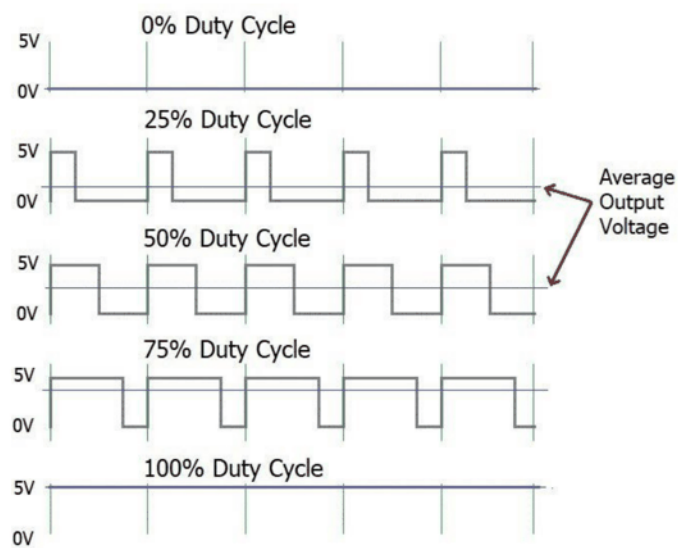 0% Duty Cycle
5V
0V
25% Duty Cycle
5V
0V
Average
Output
Voltage
50% Duty Cycle
5V
0V
75% Duty Cycle
5V
0V
100% Duty Cycle
5V
0V